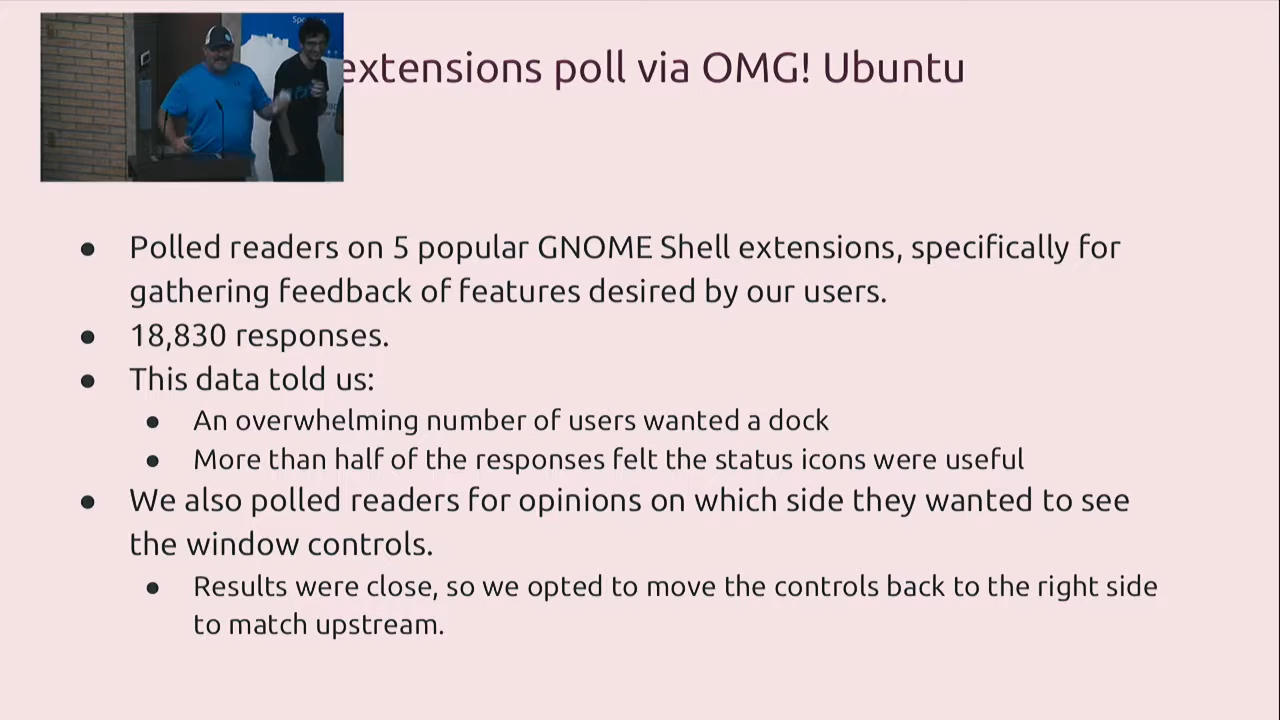 extensions poll via OMG! Ubuntu
● Polled readers on 5 popular GNOME Shell extensions, specifically for
gathering feedback of features desired by our users.
● 18,830 responses.
● This data told us:
● An overwhelming number of users wanted a dock
● More than half of the responses felt the status icons were useful
● We also polled readers for opinions on which side they wanted to see
the window controls.
● Results were close, so we opted to move the controls back to the right side
to match upstream.